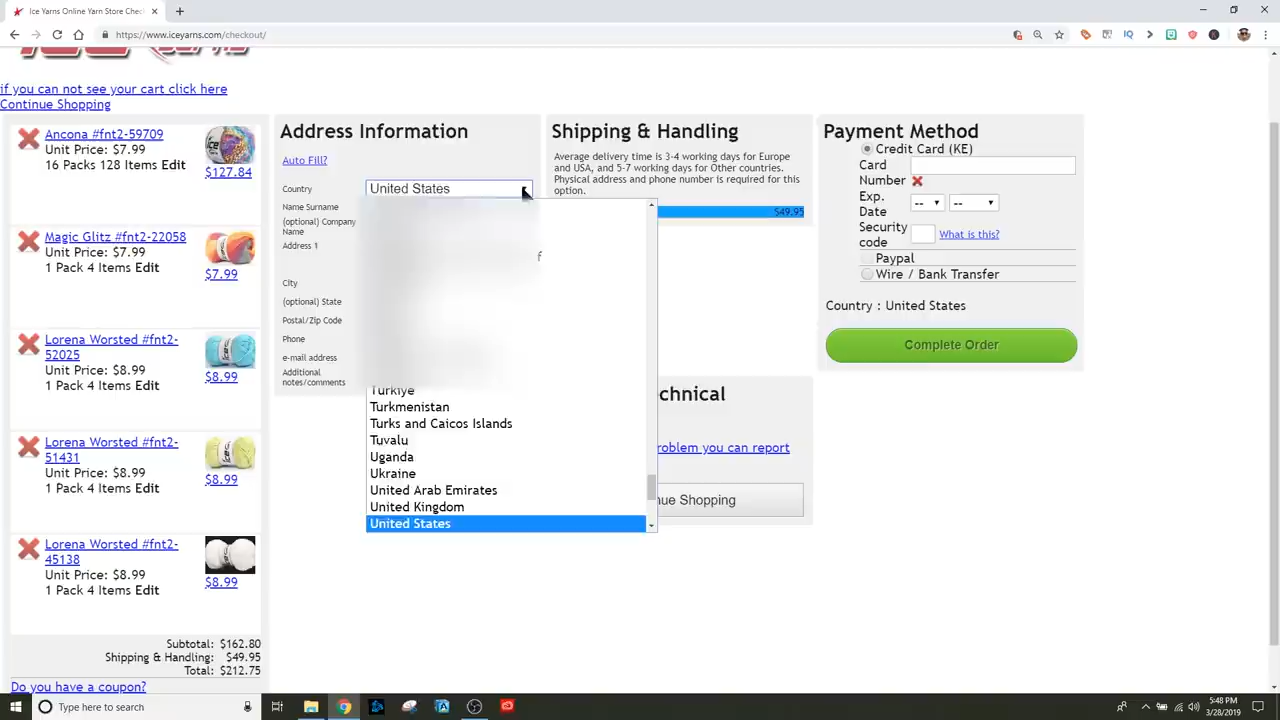 Ice Yarns Online Yarn Store Chec
https://www.iceyarns.com/checkout/
if you can not see your cart click here
Continue Shopping
Ancona #fnt2-59709
Unit Price: $7.99
16 Packs 128 Items Edit
$127.84
Magic Glitz #fnt2-22058
Unit Price: $7.99
1 Pack 4 Items Edit
$7.99
Lorena Worsted #fnt2-
52025
Unit Price: $8.99
1 Pack 4 Items Edit
$8.99
Lorena Worsted #fnt2-
51431
Unit Price: $8.99
1 Pack 4 Items Edit
$8.99
Lorena Worsted #fnt2-
45138
Unit Price: $8.99
1 Pack 4 Items Edit
$8.99
Subtotal: $162.80
Shipping & Handling: $49.95
Total: $212.75
Do you have a coupon?
Address Information
Auto Fill?
Country
United States
Name Surname
(optional) Company
Name
Address 1
City
(optional) State
Postal/Zip Code
Phone
e-mail address
Additional
notes/comments
Türkiye
Turkmenistan
Turks and Caicos Islands
Tuvalu
Uganda
Ukraine
United Arab Emirates
United Kingdom
United States
Shipping & Handling
Average delivery time is 3-4 working days for Europe
and USA, and 5-7 working days for Other countries.
Physical address and phone number is required for this
option.
$49.95
chnical
roblem you can report
nue Shopping
Payment Method
Credit Card (KE)
Card
Number
Exp.
Date
-- --
Security
code
What is this?
Paypal
Wire / Bank Transfer
Country : United States
Complete Order
Type here to search
5:48 PM
3/28/2019